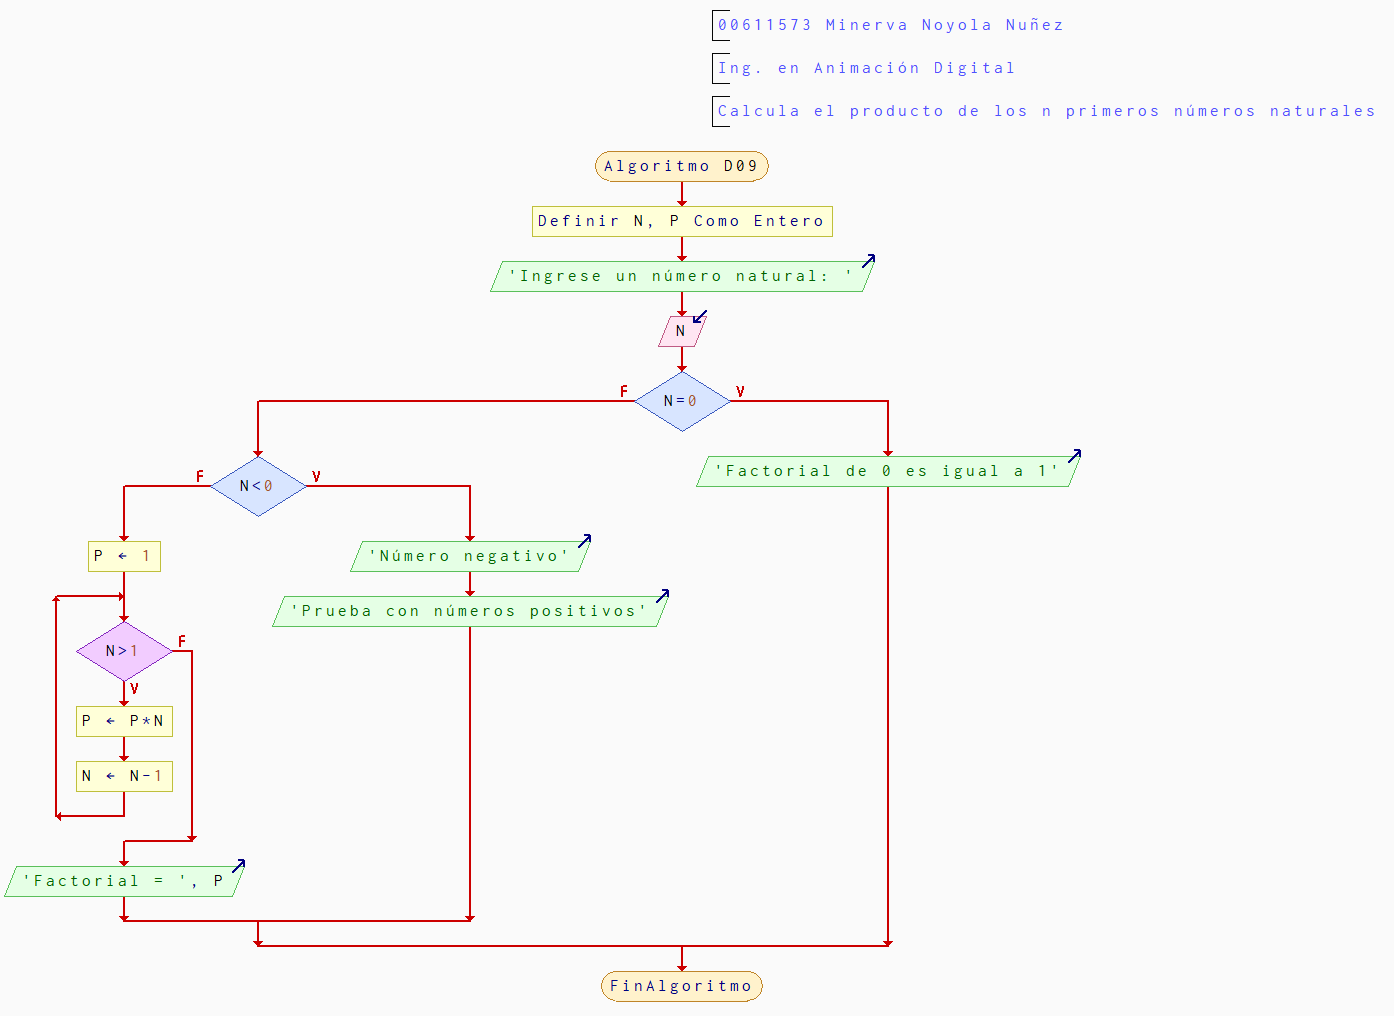 00611573 Minerva Noyola Nuñez
Ing. en Animación Digital
Calcula el producto de los n primeros números naturales
Algoritmo D09
Definir N, P Como Entero
'Ingrese un número natural: '
N
F
V
N=0
F
V
N<0
'Factorial de 0 es igual a 1'
P ← 1
'Número negativo'
'Prueba con números positivos'
F
N>1
V
P ← P*N
N ← N-1
'Factorial = ', P
FinAlgoritmo